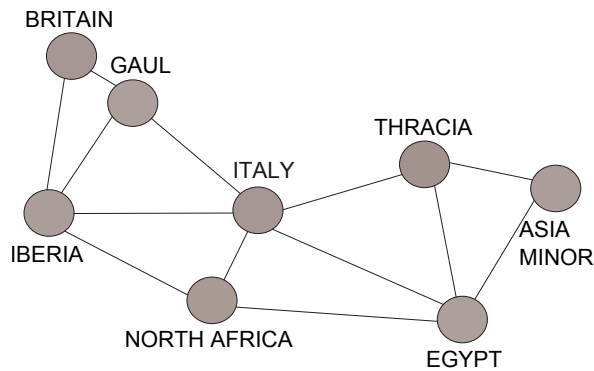 BRITAIN
GAUL
THRACIA
ITALY
ASIA
MINOR
IBERIA
NORTH AFRICA
EGYPT